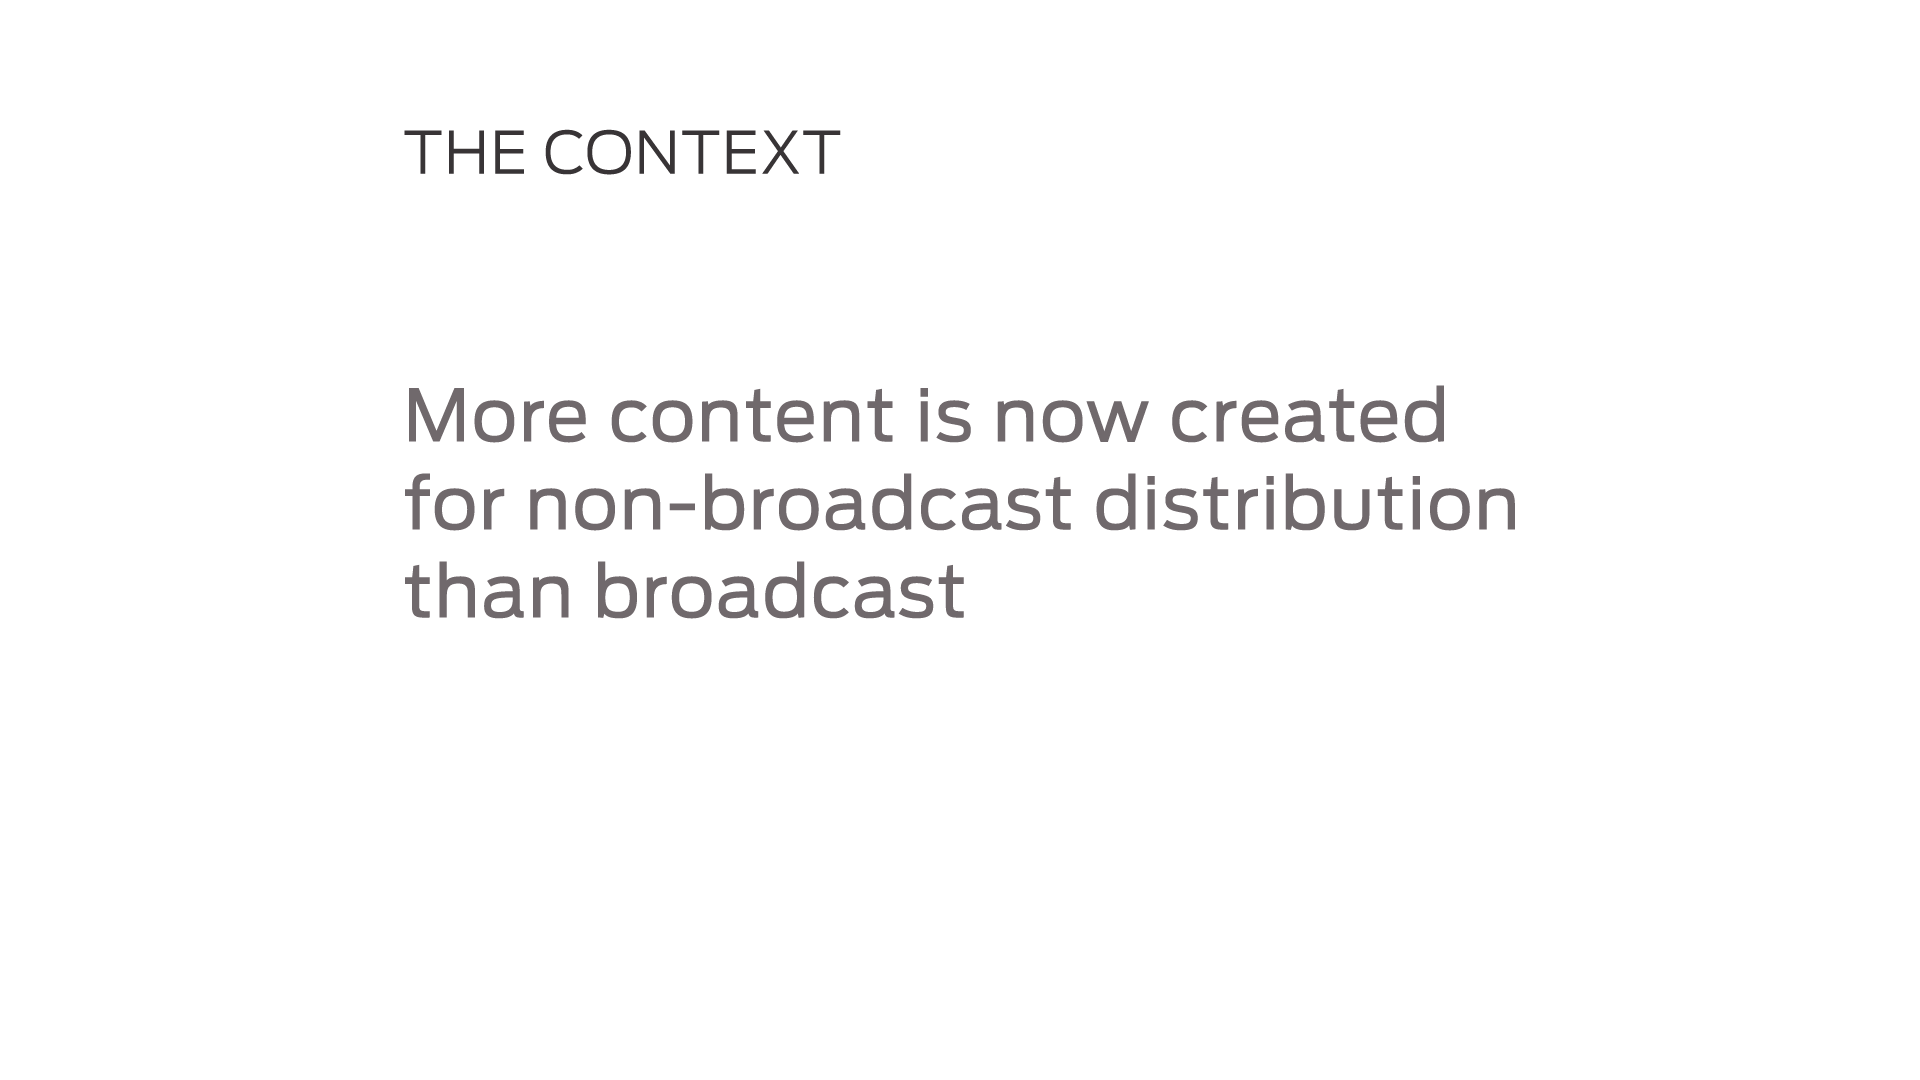 THE CONTEXT
More content is now created
for non-broadcast distribution
than broadcast